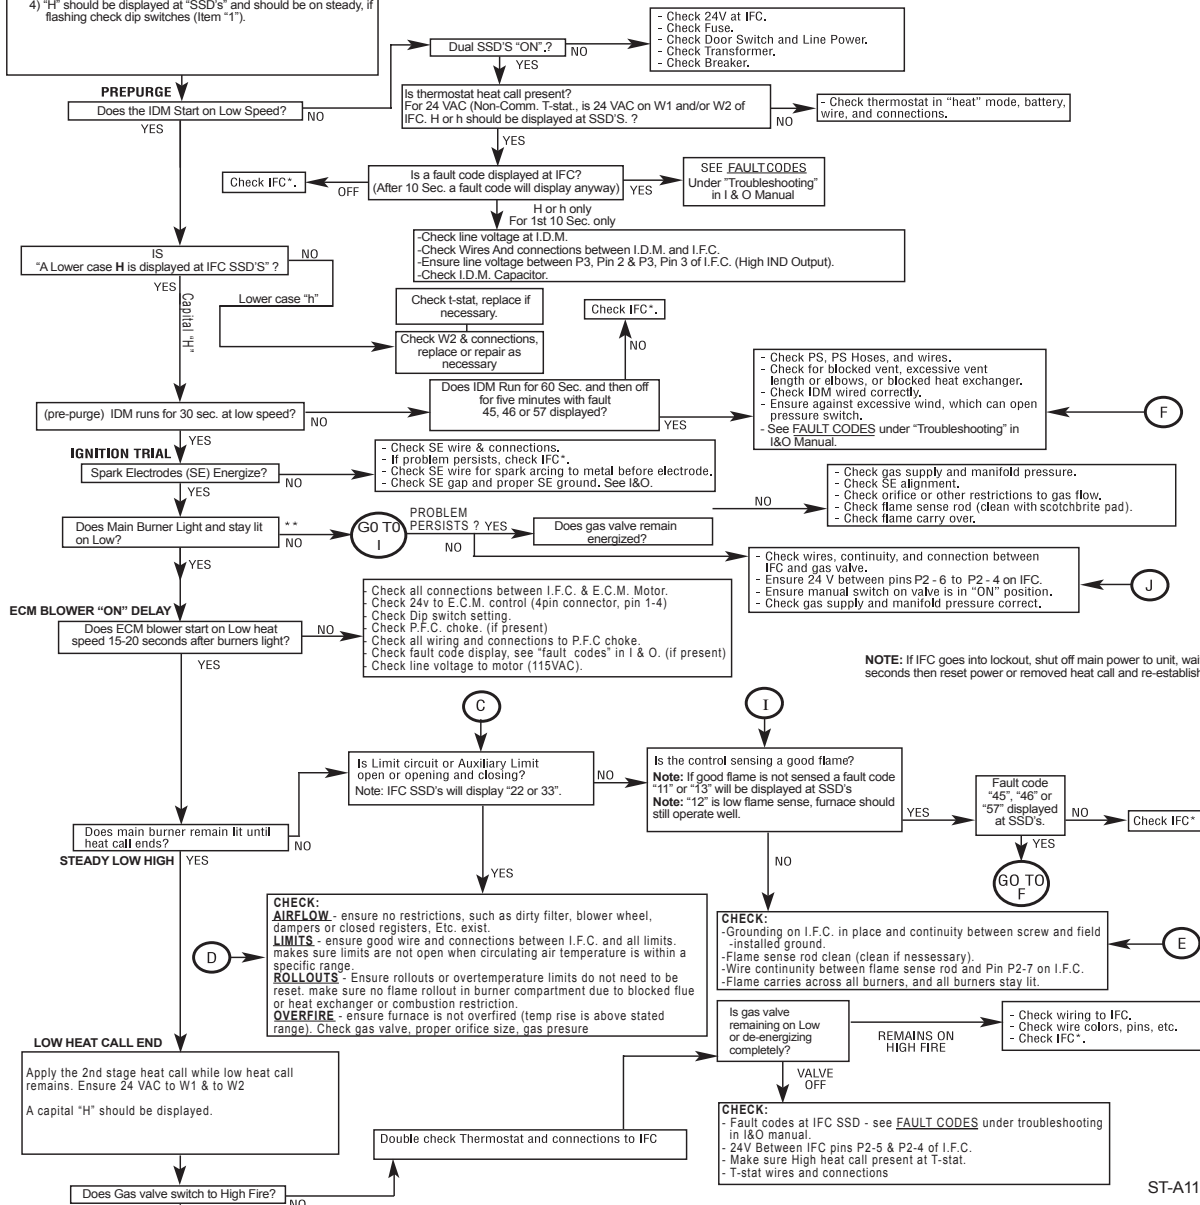 4) "H" should be displayed at "SSD's" and should be on steady, if
flashing check dip switches (Item "1").
PREPURGE
Does the IDM Start on Low Speed?
NO
YES
Dual SSD'S "ON".?
NO
YES
- Check 24V at IFC.
- Check Fuse.
- Check Door Switch and Line Power.
- Check Transformer.
- Check Breaker.
Is thermostat heat call present?
For 24 VAC (Non-Comm. T-stat., is 24 VAC on W1 and/or W2 of
IFC. H or h should be displayed at SSD'S. ?
NO
YES
- Check thermostat in "heat" mode, battery,
wire, and connections.
Is a fault code displayed at IFC?
(After 10 Sec. a fault code will display anyway)
OFF
Check IFC*.
YES
SEE FAULT CODES
Under "Troubleshooting"
in I & O Manual
H or h only
For 1st 10 Sec. only
-Check line voltage at I.D.M.
-Check Wires And connections between I.D.M. and I.F.C.
-Ensure line voltage between P3, Pin 2 & P3, Pin 3 of I.F.C. (High IND Output).
-Check I.D.M. Capacitor.
IS
"A Lower case H is displayed at IFC SSD'S" ?
NO
YES
Capital "H"
Lower case "h"
Check t-stat, replace if
necessary.
Check W2 & connections,
replace or repair as
necessary
Check IFC*.
NO
(pre-purge) IDM runs for 30 sec. at low speed?
NO
YES
Does IDM Run for 60 Sec. and then off
for five minutes with fault
45, 46 or 57 displayed?
YES
- Check PS, PS Hoses, and wires.
- Check for blocked vent, excessive vent
length or elbows, or blocked heat exchanger.
- Check IDM wired correctly.
- Ensure against excessive wind, which can open
pressure switch.
- See FAULT CODES under "Troubleshooting" in
I&O Manual.
F
IGNITION TRIAL
Spark Electrodes (SE) Energize?
NO
YES
- Check SE wire & connections.
- If problem persists, check IFC*.
- Check SE wire for spark arcing to metal before electrode.
- Check SE gap and proper SE ground. See I&O.
Does Main Burner Light and stay lit
on Low?
**
NO
YES
GO TO
I
PROBLEM
PERSISTS ? YES
NO
Does gas valve remain
energized?
NO
- Check gas supply and manifold pressure.
- Check SE alignment.
- Check orifice or other restrictions to gas flow.
- Check flame sense rod (clean with scotchbrite pad).
- Check flame carry over.
- Check wires, continuity, and connection between
IFC and gas valve.
- Ensure 24 V between pins P2 - 6 to P2 - 4 on IFC.
- Ensure manual switch on valve is in "ON" position.
- Check gas supply and manifold pressure correct.
J
ECM BLOWER "ON" DELAY
Does ECM blower start on Low heat
speed 15-20 seconds after burners light?
NO
YES
- Check all connections between I.F.C. & E.C.M. Motor.
- Check 24v to E.C.M. control (4pin connector, pin 1-4)
- Check Dip switch setting.
- Check P.F.C. choke. (if present)
- Check all wiring and connections to P.F.C choke.
- Check fault code display, see "fault codes" in I & O. (if present)
- Check line voltage to motor (115VAC).
NOTE: If IFC goes into lockout, shut off main power to unit, wai
seconds then reset power or removed heat call and re-establish
C
I
Is Limit circuit or Auxiliary Limit
open or opening and closing?
Note: IFC SSD's will display "22 or 33".
NO
YES
Is the control sensing a good flame?
Note: If good flame is not sensed a fault code
"11" or "13" will be displayed at SSD's
Note: "12" is low flame sense, furnace should
still operate well.
YES
NO
Fault code
"45", "46" or
"57" displayed
at SSD's.
NO
Check IFC*
YES
GO TO
F
Does main burner remain lit until
heat call ends?
NO
STEADY LOW HIGH
YES
D
CHECK:
AIRFLOW - ensure no restrictions, such as dirty filter, blower wheel,
dampers or closed registers, Etc. exist.
LIMITS - ensure good wire and connections between I.F.C. and all limits.
makes sure limits are not open when circulating air temperature is within a
specific range.
ROLLOUTS - Ensure rollouts or overtemperature limits do not need to be
reset. make sure no flame rollout in burner compartment due to blocked flue
or heat exchanger or combustion restriction.
OVERFIRE - ensure furnace is not overfired (temp rise is above stated
range). Check gas valve, proper orifice size, gas presure
CHECK:
-Grounding on I.F.C. in place and continuity between screw and field
-installed ground.
-Flame sense rod clean (clean if nessessary).
-Wire continuity between flame sense rod and Pin P2-7 on I.F.C.
-Flame carries across all burners, and all burners stay lit.
E
LOW HEAT CALL END
Apply the 2nd stage heat call while low heat call
remains. Ensure 24 VAC to W1 & to W2
A capital "H" should be displayed.
Is gas valve
remaining on Low
or de-energizing
completely?
REMAINS ON
HIGH FIRE
- Check wiring to IFC.
- Check wire colors, pins, etc.
- Check IFC*.
VALVE
OFF
CHECK:
- Fault codes at IFC SSD - see FAULT CODES under troubleshooting
in I&O manual.
- 24V Between IFC pins P2-5 & P2-4 of I.F.C.
- Make sure High heat call present at T-stat.
- T-stat wires and connections
Double check Thermostat and connections to IFC
Does Gas valve switch to High Fire?
NO
ST-A11